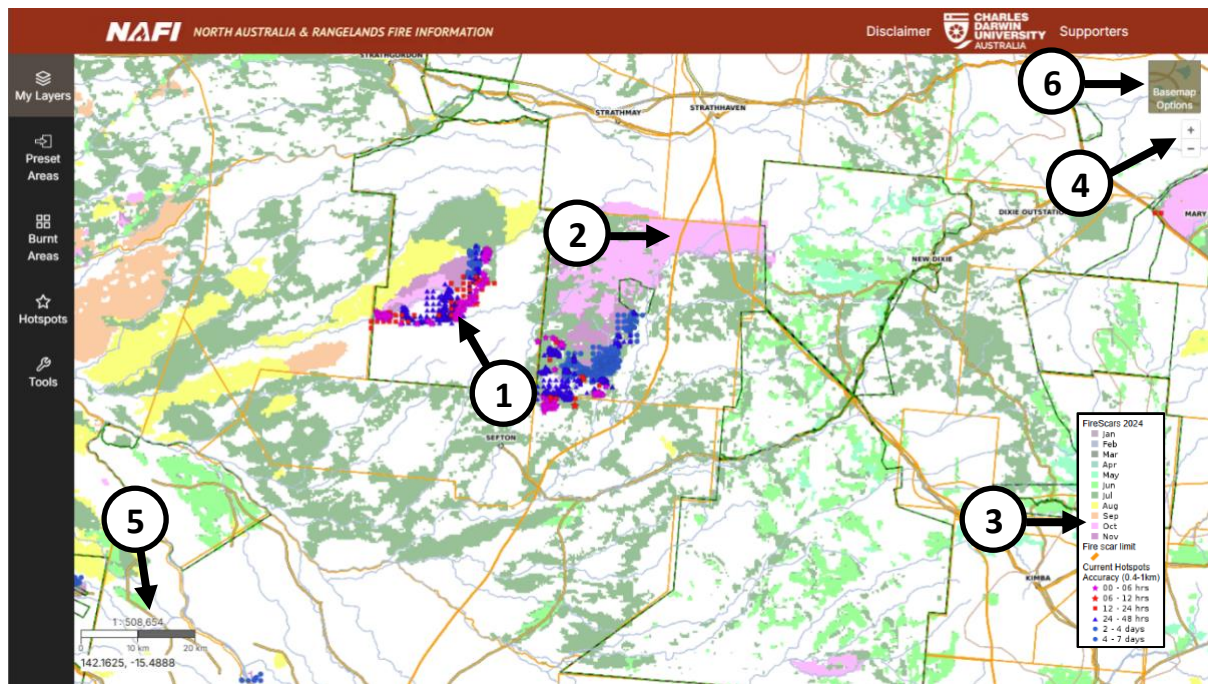 NAFI NORTH AUSTRALIA & RANGELANDS FIRE INFORMATION
Disclaimer
CHARLES
DARWIN
UNIVERSITY
AUSTRALIA
Supporters
My Layers
Preset
Areas
Burnt
Areas
Hotspots
Tools
STRATHGORDON
STRATHMAY
STRATHHAVEN
6
Basemap
Options
+
−
4
DIXIE OUTSTATIO
MARY
2
NEW DIXIE
1
SEFTON
5
3
KIMBA
FireScars 2024
Jan
Feb
Mar
Apr
May
Jun
Jul
Aug
Sep
Oct
Nov
Fire scar limit
Current Hotspots
Accuracy (0.4-1km)
00 - 06 hrs
06 - 12 hrs
12 - 24 hrs
24 - 48 hrs
2 - 4 days
4 - 7 days
1 : 508,654
0 10 km 20 km
142.1625, -15.4888